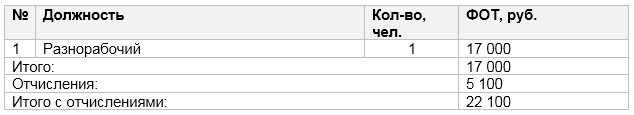 № Должность Кол-во, чел. ФОТ, руб.
1 Разнорабочий 1 17 000
Итого: 17 000
Отчисления: 5 100
Итого с отчислениями: 22 100